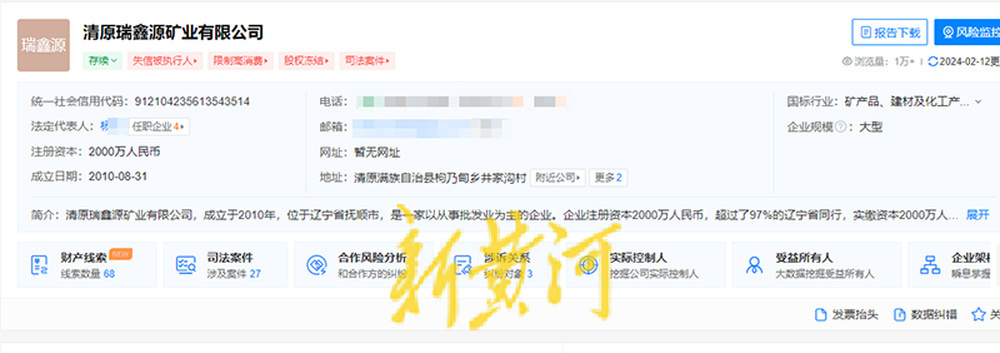 瑞鑫源
清原瑞鑫源矿业有限公司
报告下载
风险监控
存续
失信被执行人
限制高消费
股权冻结
司法案件
浏览量：1万+
2024-02-12更
统一社会信用代码：912104235613543514
电话：
国标行业：矿产品、建材及化工产...
法定代表人：杨
任职企业4
邮箱：
企业规模 ? ：大型
注册资本：2000万人民币
网址：暂无网址
成立日期：2010-08-31
地址：清原满族自治县枸乃甸乡井家沟村
附近公司
更多2
简介：清原瑞鑫源矿业有限公司，成立于2010年，位于辽宁省抚顺市，是一家以从事批发业为主的企业。企业注册资本2000万人民币，超过了97%的辽宁省同行，实缴资本2000万人...
展开
财产线索 NEW
线索数量 68
司法案件
涉及案件 27
合作风险分析
和合作方的纠纷
涉诉关系
纠纷对象 3
实际控制人
挖掘公司实际控制人
受益所有人
大数据挖掘受益所有人
企业架构
瞬息掌握
新黄河
发票抬头
数据纠错
关